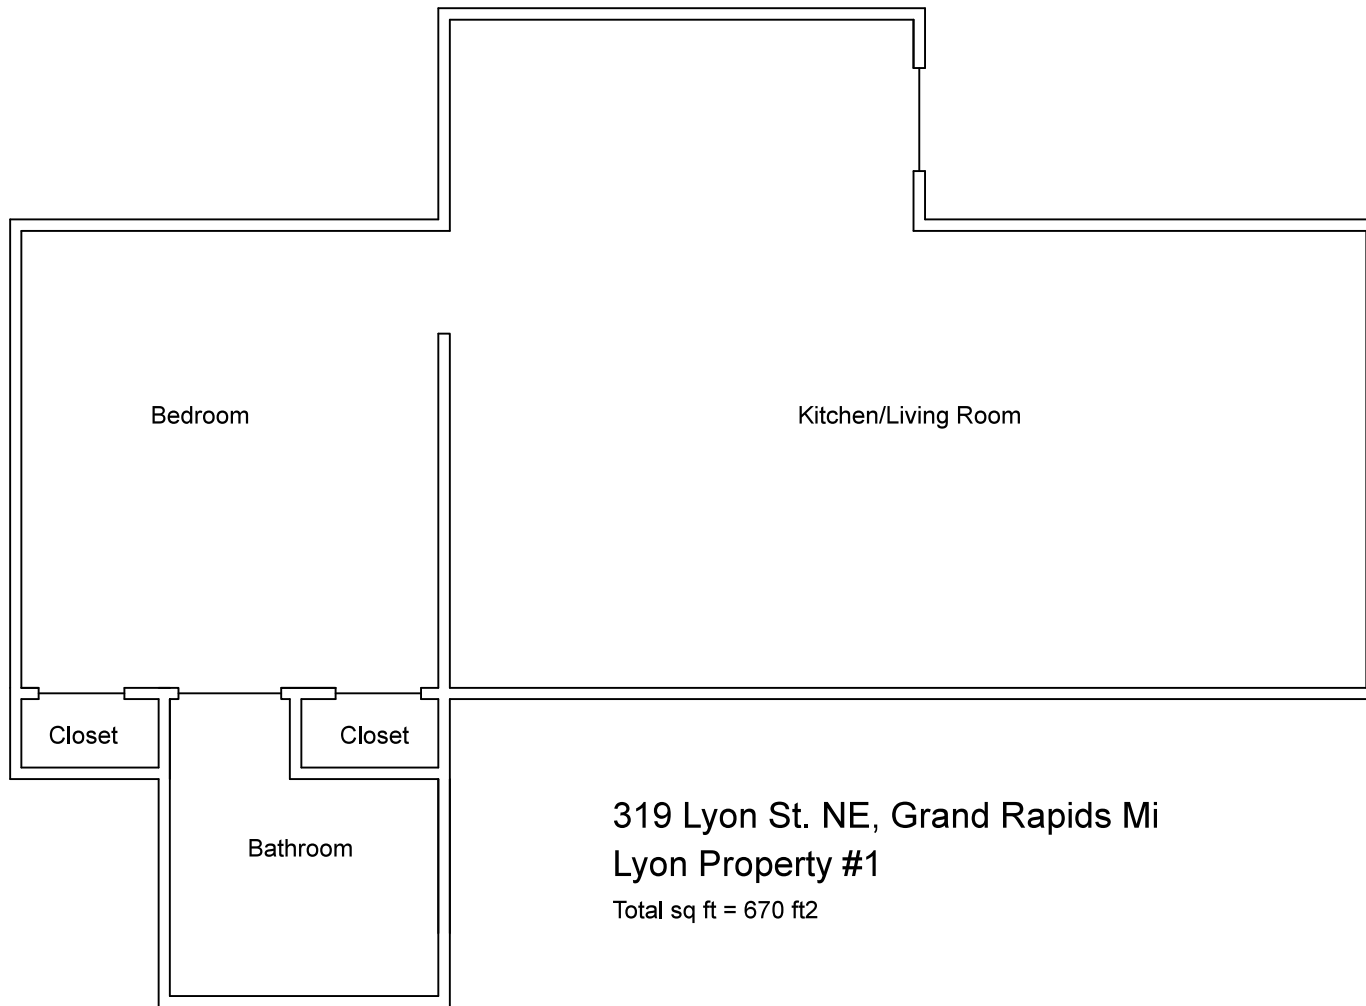 Bedroom
Kitchen/Living Room
Closet
Closet
Bathroom
319 Lyon St. NE, Grand Rapids Mi
Lyon Property #1
Total sq ft = 670 ft2